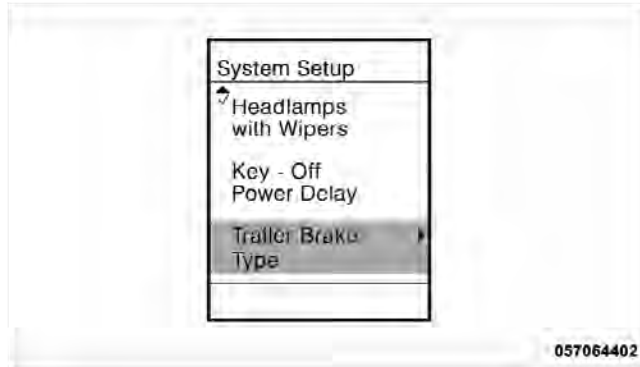 System Setup
Headlamps
with Wipers
Key - Off
Power Delay
Trailer Brake
Type
057064402